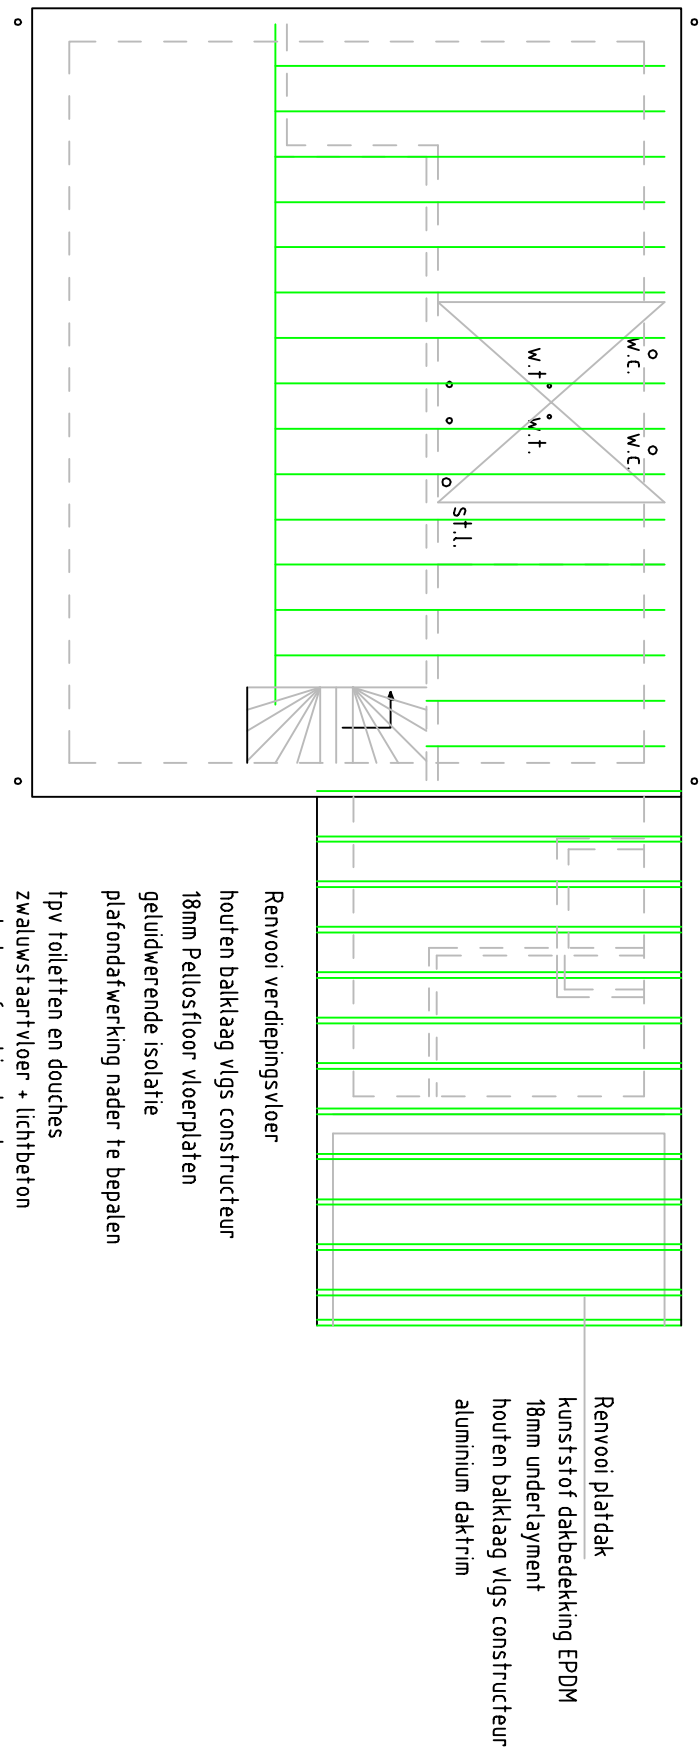 w.c.
w.c.
w.t.
w.t.
st.l.
Renvooi platdak
kunststof dakbedekking EPDM
18mm underlayment
houten balklaag vlgs constructeur
aluminium daktrim
Renvooi verdiepingsvloer
houten balklaag vlgs constructeur
18mm Pellosfloor vloerplaten
geluidwerende isolatie
plafondafwerking nader te bepalen
tpv toiletten en douches
zwaluwstaartvloer + lichtbeton